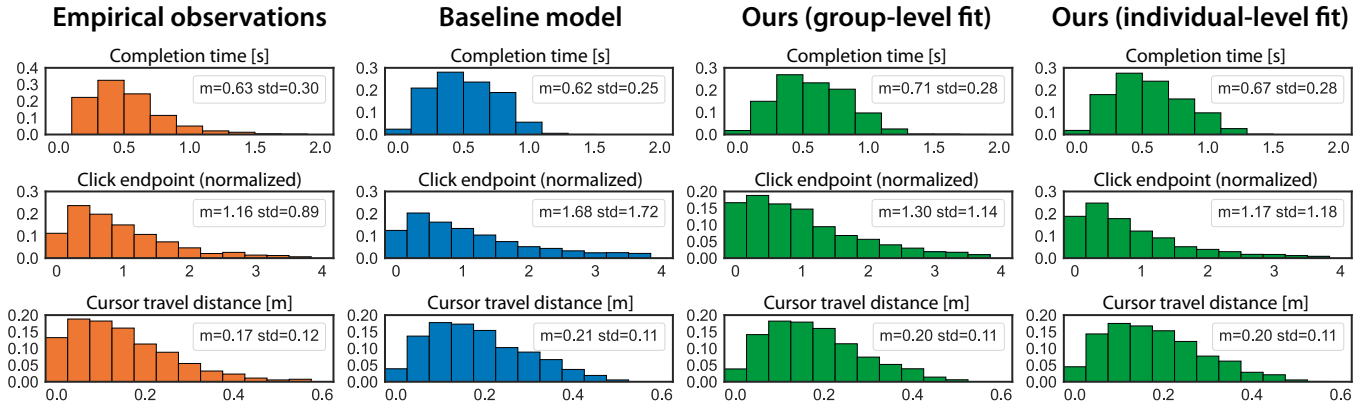 Empirical observations
Baseline model
Ours (group-level fit)
Ours (individual-level fit)
Completion time [s]
0.4
0.3
0.2
0.1
0.0
m=0.63 std=0.30
0.0 0.5 1.0 1.5 2.0
Completion time [s]
0.3
0.2
0.1
0.0
m=0.62 std=0.25
0.0 0.5 1.0 1.5 2.0
Completion time [s]
0.3
0.2
0.1
0.0
m=0.71 std=0.28
0.0 0.5 1.0 1.5 2.0
Completion time [s]
0.3
0.2
0.1
0.0
m=0.67 std=0.28
0.0 0.5 1.0 1.5 2.0
Click endpoint (normalized)
0.3
0.2
0.1
0.0
m=1.16 std=0.89
0 1 2 3 4
Click endpoint (normalized)
0.3
0.2
0.1
0.0
m=1.68 std=1.72
0 1 2 3 4
Click endpoint (normalized)
0.20
0.15
0.10
0.05
0.00
m=1.30 std=1.14
0 1 2 3 4
Click endpoint (normalized)
0.3
0.2
0.1
0.0
m=1.17 std=1.18
0 1 2 3 4
Cursor travel distance [m]
0.20
0.15
0.10
0.05
0.00
m=0.17 std=0.12
0.0 0.2 0.4 0.6
Cursor travel distance [m]
0.20
0.15
0.10
0.05
0.00
m=0.21 std=0.11
0.0 0.2 0.4 0.6
Cursor travel distance [m]
0.20
0.15
0.10
0.05
0.00
m=0.20 std=0.11
0.0 0.2 0.4 0.6
Cursor travel distance [m]
0.20
0.15
0.10
0.05
0.00
m=0.20 std=0.11
0.0 0.2 0.4 0.6